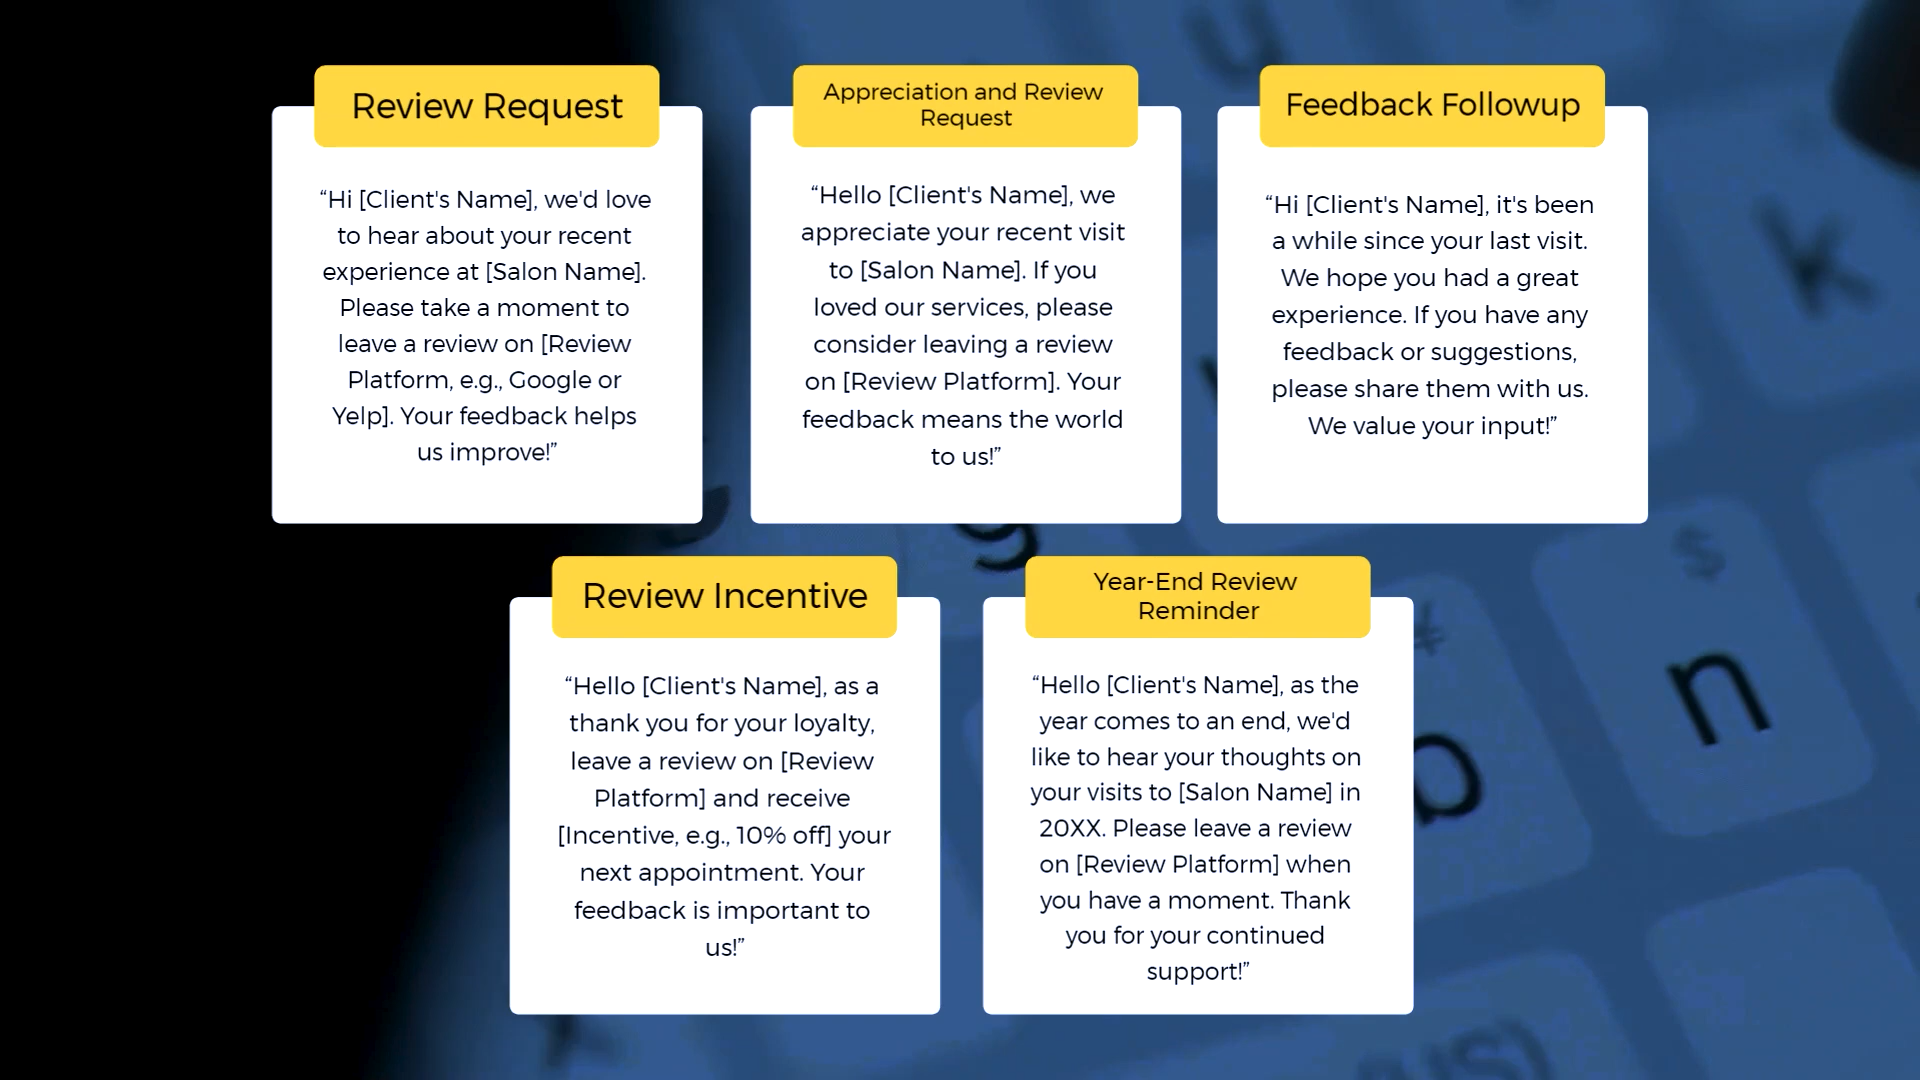 Review Request
“Hi [Client's Name], we'd love
to hear about your recent
experience at [Salon Name].
Please take a moment to
leave a review on [Review
Platform, e.g., Google or
Yelp]. Your feedback helps
us improve!”
Appreciation and Review
Request
“Hello [Client's Name], we
appreciate your recent visit
to [Salon Name]. If you
loved our services, please
consider leaving a review
on [Review Platform]. Your
feedback means the world
to us!”
Feedback Followup
“Hi [Client's Name], it's been
a while since your last visit.
We hope you had a great
experience. If you have any
feedback or suggestions,
please share them with us.
We value your input!”
Review Incentive
“Hello [Client's Name], as a
thank you for your loyalty,
leave a review on [Review
Platform] and receive
[Incentive, e.g., 10% off] your
next appointment. Your
feedback is important to
us!”
Year-End Review
Reminder
“Hello [Client's Name], as the
year comes to an end, we'd
like to hear your thoughts on
your visits to [Salon Name] in
20XX. Please leave a review
on [Review Platform] when
you have a moment. Thank
you for your continued
support!”
u
k
g
$
n